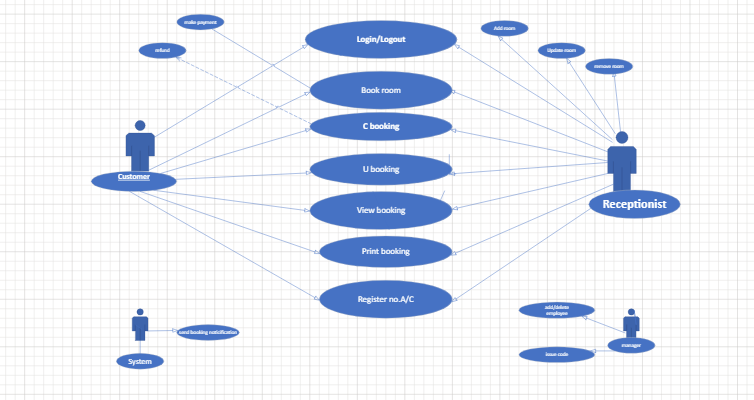 make payment
Add room
Login/Logout
refund
Update room
remove room
Book room
C booking
U booking
Customer
View booking
Receptionist
Print booking
Register no.A/C
add/delete
employee
send booking notidification
manager
issue code
System